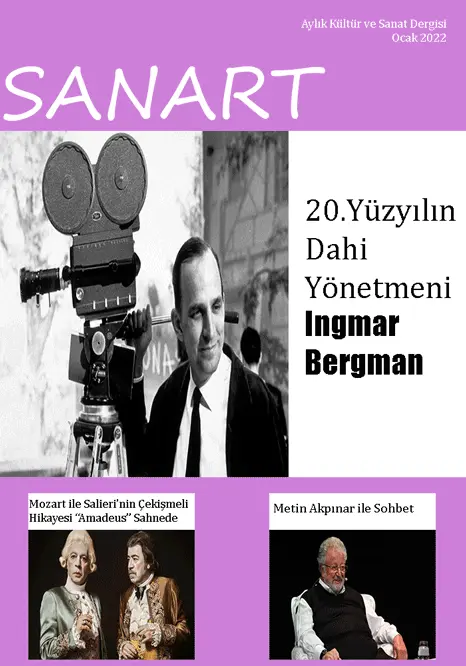 Aylık Kültür ve Sanat Dergisi
Ocak 2022
SANART
20.Yüzyılın
Dahi
Yönetmeni
Ingmar
Bergman
Mozart ile Salieri'nin Çekişmeli
Hikayesi "Amadeus" Sahnede
Metin Akpınar ile Sohbet